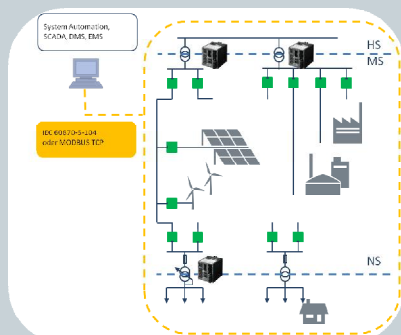 System Automation,
SCADA, DMS, EMS
HS
MS
IEC 60870-5-104
oder MODBUS TCP
NS